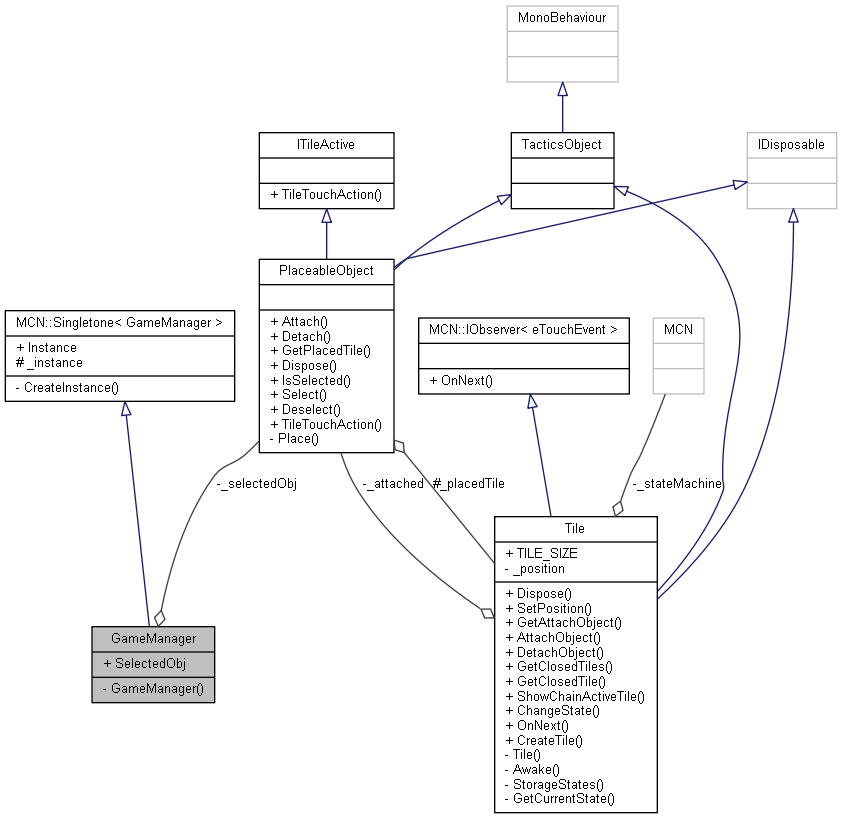 MonoBehaviour
ITileActive
+ TileTouchAction()
TacticsObject
IDisposable
PlaceableObject
+ Attach()
+ Detach()
+ GetPlacedTile()
+ Dispose()
+ IsSelected()
+ Select()
+ Deselect()
+ TileTouchAction()
- Place()
MCN::Singletone< GameManager >
+ Instance
# _instance
- CreateInstance()
MCN::IObserver< eTouchEvent >
+ OnNext()
MCN
-_selectedObj
-_attached
#_placedTile
-_stateMachine
Tile
+ TILE_SIZE
- _position
+ Dispose()
+ SetPosition()
+ GetAttachObject()
+ AttachObject()
+ DetachObject()
+ GetClosedTiles()
+ GetClosedTile()
+ ShowChainActiveTile()
+ ChangeState()
+ OnNext()
+ CreateTile()
- Tile()
- Awake()
- StorageStates()
- GetCurrentState()
GameManager
+ SelectedObj
- GameManager()